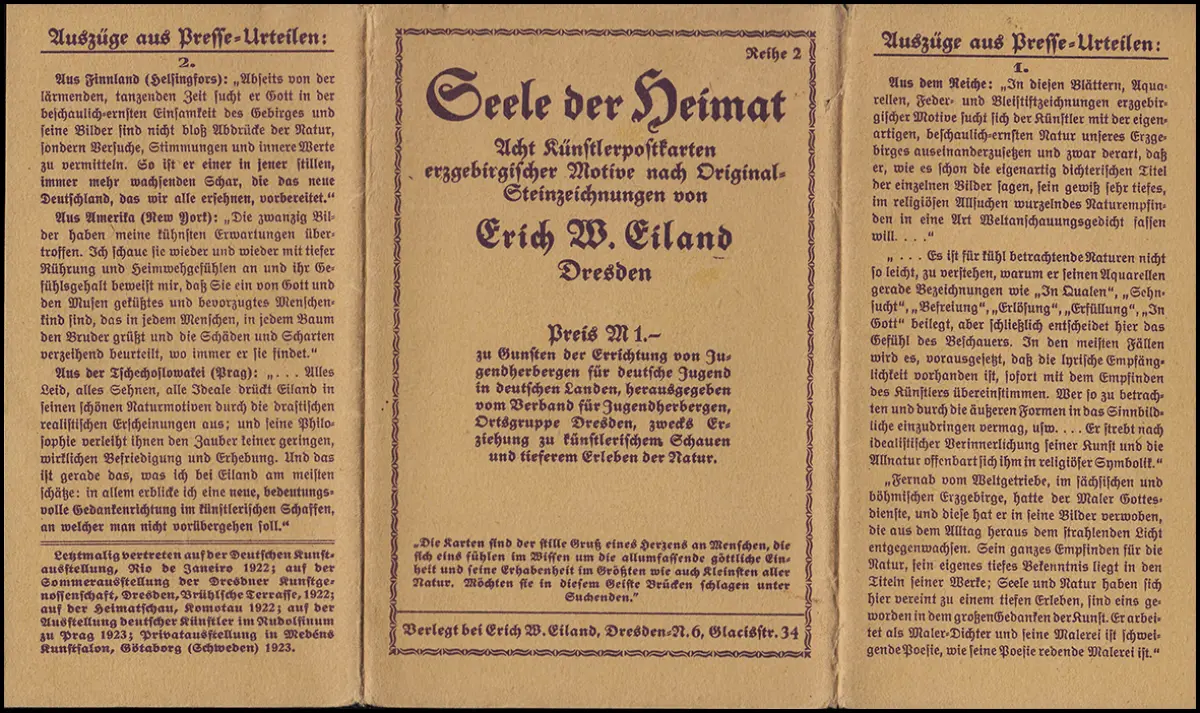 Auszüge aus Presse-Urteilen:
2.
Aus Finnland (Helsingfors): „Abseits von der
lärmenden, tanzenden Zeit sucht er Gott in der
beschaulich-ernsten Einsamkeit des Gebirges und
seine Bilder sind nicht bloß Abdrücke der Natur,
sondern Versuche, Stimmungen und innere Werte
zu vermitteln. So ist er einer in jener stillen,
immer mehr wachsenden Schar, die das neue
Deutschland, das wir alle ersehnen, vorbereitet.“
Aus Amerika (New York): „Die zwanzig Bil-
der haben meine kühnsten Erwartungen über-
troffen. Ich schaue sie wieder und wieder mit tiefer
Rührung und Heimwehgefühlen an und ihr Ge-
fühlsgehalt beweist mir, daß Sie ein von Gott und
den Musen geküßtes und bevorzugtes Menschen-
kind sind, das in jedem Menschen, in jedem Baum
den Bruder grüßt und die Schäden und Scharten
verzeihend beurteilt, wo immer er sie findet.“
Aus der Tschechoslowakei (Prag): „. . . Alles
Leid, alles Sehnen, alle Ideale drückt Eiland in
seinen schönen Naturmotiven durch die drastischen
realistischen Erscheinungen aus; und seine Philo-
sophie verleiht ihnen den Zauber keiner geringen,
wirklichen Befriedigung und Erhebung. Und das
ist gerade das, was ich bei Eiland am meisten
schätze: in allem erblicke ich eine neue, bedeutungs-
volle Gedankenrichtung im künstlerischen Schaffen,
an welcher man nicht vorübergehen soll.“
Letztmalig vertreten auf der Deutschen Kunst-
ausstellung, Rio de Janeiro 1922; auf der
Sommerausstellung der Dresdner Kunstge-
nossenschaft, Dresden, Brühlsche Terrasse, 1922;
auf der Heimatschau, Komotau 1922; auf der
Ausstellung deutscher Künstler im Rudolfinum
zu Prag 1923; Privatausstellung in Medéns
Kunstsalon, Götaborg (Schweden) 1923.
Reihe 2
Seele der Heimat
Acht Künstlerpostkarten
erzgebirgischer Motive nach Original-
Steinzeichnungen von
Erich W. Eiland
Dresden
Preis M 1.–
zu Gunsten der Errichtung von Ju-
gendherbergen für deutsche Jugend
in deutschen Landen, herausgegeben
vom Verband für Jugendherbergen,
Ortsgruppe Dresden, zwecks Er-
ziehung zu künstlerischem Schauen
und tieferem Erleben der Natur.
„Die Karten sind der stille Gruß eines Herzens an Menschen, die
sich eins fühlen im Wissen um die allumfassende göttliche Ein-
heit und seine Erhabenheit im Größten wie auch Kleinsten aller
Natur. Möchten sie in diesem Geiste Brücken schlagen unter
Suchenden.“
Verlegt bei Erich W. Eiland, Dresden-N. 6, Glacisstr. 34
Auszüge aus Presse-Urteilen:
1.
Aus dem Reiche: „In diesen Blättern, Aqua-
rellen, Feder- und Bleistiftzeichnungen erzgebir-
gischer Motive sucht sich der Künstler mit der eigen-
artigen, beschaulich-ernsten Natur unseres Erzge-
birges auseinanderzusetzen und zwar derart, daß
er, wie es schon die eigenartig dichterischen Titel
der einzelnen Bilder sagen, sein gewiß sehr tiefes,
im religiösen Allsuchen wurzelndes Naturempfin-
den in eine Art Weltanschauungsgedicht fassen
will. . . .“
„ . . . Es ist für kühl betrachtende Naturen nicht
so leicht, zu verstehen, warum er seinen Aquarellen
gerade Bezeichnungen wie „In Qualen“, „Sehn-
sucht“, „Befreiung“, „Erlösung“, „Erfüllung“, „In
Gott“ beilegt, aber schließlich entscheidet hier das
Gefühl des Beschauers. In den meisten Fällen
wird es, vorausgesetzt, daß die lyrische Empfäng-
lichkeit vorhanden ist, sofort mit dem Empfinden
des Künstlers übereinstimmen. Wer so zu betrach-
ten und durch die äußeren Formen in das Sinnbild-
liche einzudringen vermag, usw. . . . Er strebt nach
idealistischer Verinnerlichung seiner Kunst und die
Allnatur offenbart sich ihm in religiöser Symbolik.“
„Fernab vom Weltgetriebe, im sächsischen und
böhmischen Erzgebirge, hatte der Maler Gottes-
dienste, und diese hat er in seine Bilder verwoben,
die aus dem Alltag heraus dem strahlenden Licht
entgegenwachsen. Sein ganzes Empfinden für die
Natur, sein eigenes tiefes Bekenntnis liegt in den
Titeln seiner Werke; Seele und Natur haben sich
hier vereint zu einem tiefen Erleben, sind eins ge-
worden in dem großen Gedanken der Kunst. Er arbei-
tet als Maler-Dichter und seine Malerei ist schwei-
gende Poesie, wie seine Poesie redende Malerei ist.“